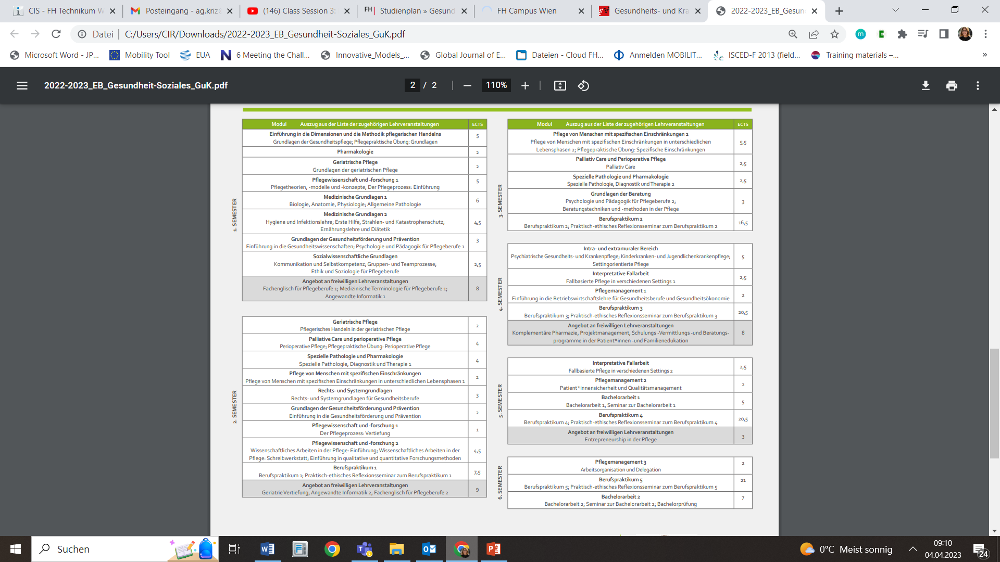 CIS - FH Technikum W
Posteingang - ag.kriz
(146) Class Session 3:
FH Studienplan » Gesund
FH Campus Wien
Gesundheits- und Kra
2022-2023_EB_Gesun
Datei
C:/Users/CIR/Downloads/2022-2023_EB_Gesundheit-Soziales_GuK.pdf
Microsoft Word - JP...
Mobility Tool
EUA
6 Meeting the Chall...
Innovative_Models_...
Global Journal of E...
Dateien - Cloud FH...
Anmelden MOBILIT...
ISCED-F 2013 (field...
Training materials –...
»
2022-2023_EB_Gesundheit-Soziales_GuK.pdf
2 / 2
110%
1. SEMESTER
Modul Auszug aus der Liste der zugehörigen Lehrveranstaltungen ECTS
Einführung in die Dimensionen und die Methodik pflegerischen Handelns
Grundlagen der Gesundheitspflege; Pflegepraktische Übung: Grundlagen
5
Pharmakologie
2
Geriatrische Pflege
Grundlagen der geriatrischen Pflege
2
Pflegewissenschaft und -forschung 1
Pflegetheorien, -modelle und -konzepte; Der Pflegeprozess: Einführung
5
Medizinische Grundlagen 1
Biologie, Anatomie, Physiologie; Allgemeine Pathologie
6
Medizinische Grundlagen 2
Hygiene und Infektionslehre; Erste Hilfe, Strahlen- und Katastrophenschutz;
Ernährungslehre und Diätetik
4,5
Grundlagen der Gesundheitsförderung und Prävention
Einführung in die Gesundheitswissenschaften; Psychologie und Pädagogik für Pflegeberufe 1
3
Sozialwissenschaftliche Grundlagen
Kommunikation und Selbstkompetenz; Gruppen- und Teamprozesse;
Ethik und Soziologie für Pflegeberufe
2,5
Angebot an freiwilligen Lehrveranstaltungen
Fachenglisch für Pflegeberufe 1; Medizinische Terminologie für Pflegeberufe 1;
Angewandte Informatik 1
8
2. SEMESTER
Geriatrische Pflege
Pflegerisches Handeln in der geriatrischen Pflege
2
Palliative Care und perioperative Pflege
Perioperative Pflege; Pflegepraktische Übung: Perioperative Pflege
4
Spezielle Pathologie und Pharmakologie
Spezielle Pathologie, Diagnostik und Therapie 1
4
Pflege von Menschen mit spezifischen Einschränkungen
Pflege von Menschen mit spezifischen Einschränkungen in unterschiedlichen Lebensphasen 1
2
Rechts- und Systemgrundlagen
Rechts- und Systemgrundlagen für Gesundheitsberufe
3
Grundlagen der Gesundheitsförderung und Prävention
Einführung in die Gesundheitsförderung und Prävention
2
Pflegewissenschaft und -forschung 1
Der Pflegeprozess: Vertiefung
1
Pflegewissenschaft und -forschung 2
Wissenschaftliches Arbeiten in der Pflege: Einführung; Wissenschaftliches Arbeiten in der
Pflege: Schreibwerkstatt; Einführung in qualitative und quantitative Forschungsmethoden
4,5
Berufspraktikum 1
Berufspraktikum 1; Praktisch-ethisches Reflexionsseminar zum Berufspraktikum 1
7,5
Angebot an freiwilligen Lehrveranstaltungen
Geriatrie Vertiefung, Angewandte Informatik 2, Fachenglisch für Pflegeberufe 2
9
3. SEMESTER
Modul Auszug aus der Liste der zugehörigen Lehrveranstaltungen ECTS
Pflege von Menschen mit spezifischen Einschränkungen 2
Pflege von Menschen mit spezifischen Einschränkungen in unterschiedlichen
Lebensphasen 2; Pflegepraktische Übung: Spezifische Einschränkungen
5,5
Palliativ Care und Perioperative Pflege
Palliativ Care
2,5
Spezielle Pathologie und Pharmakologie
Spezielle Pathologie, Diagnostik und Therapie 2
2,5
Grundlagen der Beratung
Psychologie und Pädagogik für Pflegeberufe 2;
Beratungstechniken und -methoden in der Pflege
3
Berufspraktikum 2
Berufspraktikum 2; Praktisch-ethisches Reflexionsseminar zum Berufspraktikum 2
16,5
4. SEMESTER
Intra- und extramuraler Bereich
Psychiatrische Gesundheits- und Krankenpflege; Kinderkranken- und Jugendlichenkrankenpflege;
Settingorientierte Pflege
5
Interpretative Fallarbeit
Fallbasierte Pflege in verschiedenen Settings 1
2,5
Pflegemanagement 1
Einführung in die Betriebswirtschaftslehre für Gesundheitsberufe und Gesundheitsökonomie
2
Berufspraktikum 3
Berufspraktikum 3; Praktisch-ethisches Reflexionsseminar zum Berufspraktikum 3
20,5
Angebot an freiwilligen Lehrveranstaltungen
Komplementäre Pharmazie, Projektmanagement, Schulungs -Vermittlungs -und Beratungs-
programme in der Patient*innen -und Familienedukation
8
5. SEMESTER
Interpretative Fallarbeit
Fallbasierte Pflege in verschiedenen Settings 2
2,5
Pflegemanagement 2
Patient*innensicherheit und Qualitätsmanagement
2
Bachelorarbeit 1
Bachelorarbeit 1, Seminar zur Bachelorarbeit 1
5
Berufspraktikum 4
Berufspraktikum 4; Praktisch-ethisches Reflexionsseminar zum Berufspraktikum 4
20,5
Angebot an freiwilligen Lehrveranstaltungen
Entrepreneurship in der Pflege
3
6. SEMESTER
Pflegemanagement 3
Arbeitsorganisation und Delegation
2
Berufspraktikum 5
Berufspraktikum 5; Praktisch-ethisches Reflexionsseminar zum Berufspraktikum 5
21
Bachelorarbeit 2
Bachelorarbeit 2; Seminar zur Bachelorarbeit 2; Bachelorprüfung
7
Suchen
0°C Meist sonnig
09:10
04.04.2023
24